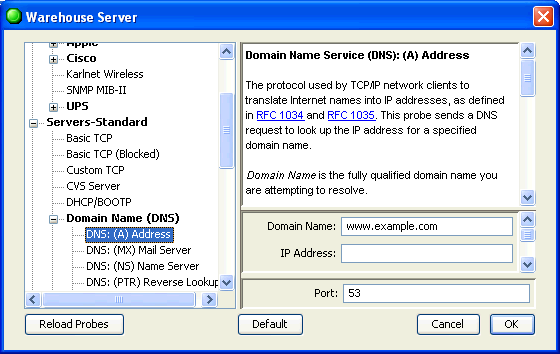 Warehouse Server
Apple
Cisco
Karlnet Wireless
SNMP MIB-II
UPS
Servers-Standard
Basic TCP
Basic TCP (Blocked)
Custom TCP
CVS Server
DHCP/BOOTP
Domain Name (DNS)
DNS: (A) Address
DNS: (MX) Mail Server
DNS: (NS) Name Server
DNS: (PTR) Reverse Lookup
Domain Name Service (DNS): (A) Address
The protocol used by TCP/IP network clients to
translate Internet names into IP addresses, as defined
in RFC 1034 and RFC 1035. This probe sends a DNS
request to look up the IP address for a specified
domain name.
Domain Name is the fully qualified domain name you
are attempting to resolve.
Domain Name: www.example.com
IP Address:
Port: 53
Reload Probes Default Cancel OK